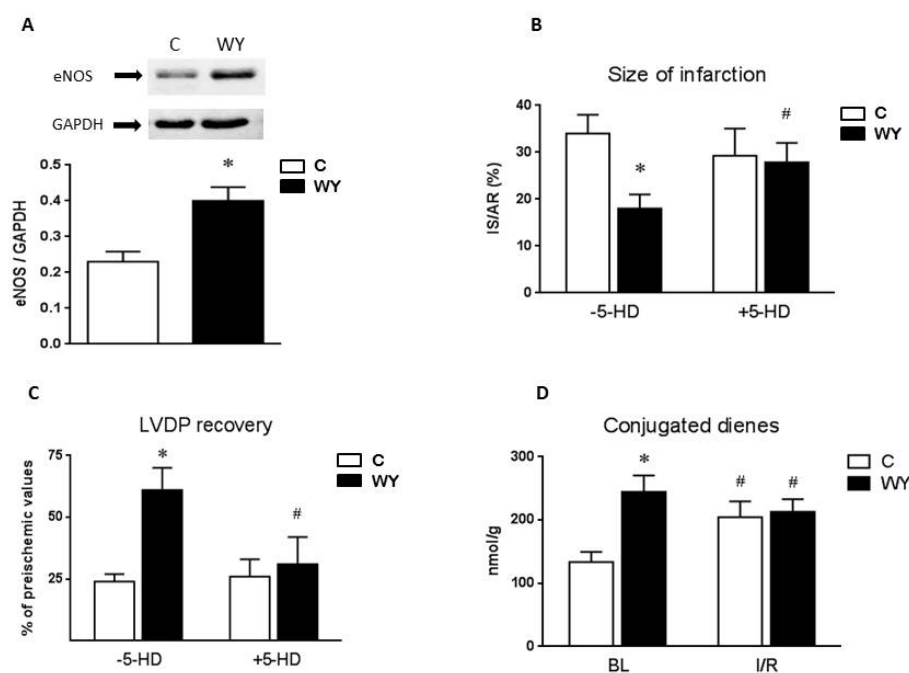 A
C WY
eNOS
GAPDH
eNOS / GAPDH
0.5
0.4
0.3
0.2
0.1
0.0
*
C
WY
B
Size of infarction
IS/AR (%)
40
30
20
10
0
*
#
-5-HD +5-HD
C
WY
C
LVDP recovery
% of preischemic values
75
50
25
*
#
-5-HD +5-HD
C
WY
D
Conjugated dienes
nmol/g
300
200
100
0
*
# #
BL I/R
C
WY